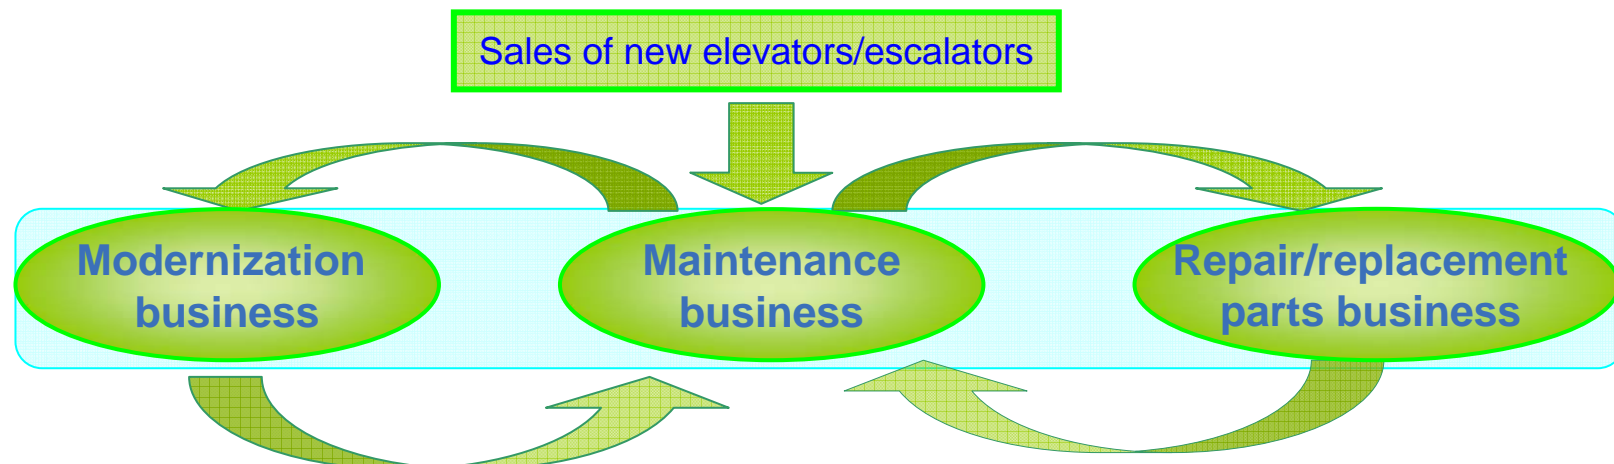 Sales of new elevators/escalators
Modernization
business
Maintenance
business
Repair/replacement
parts business